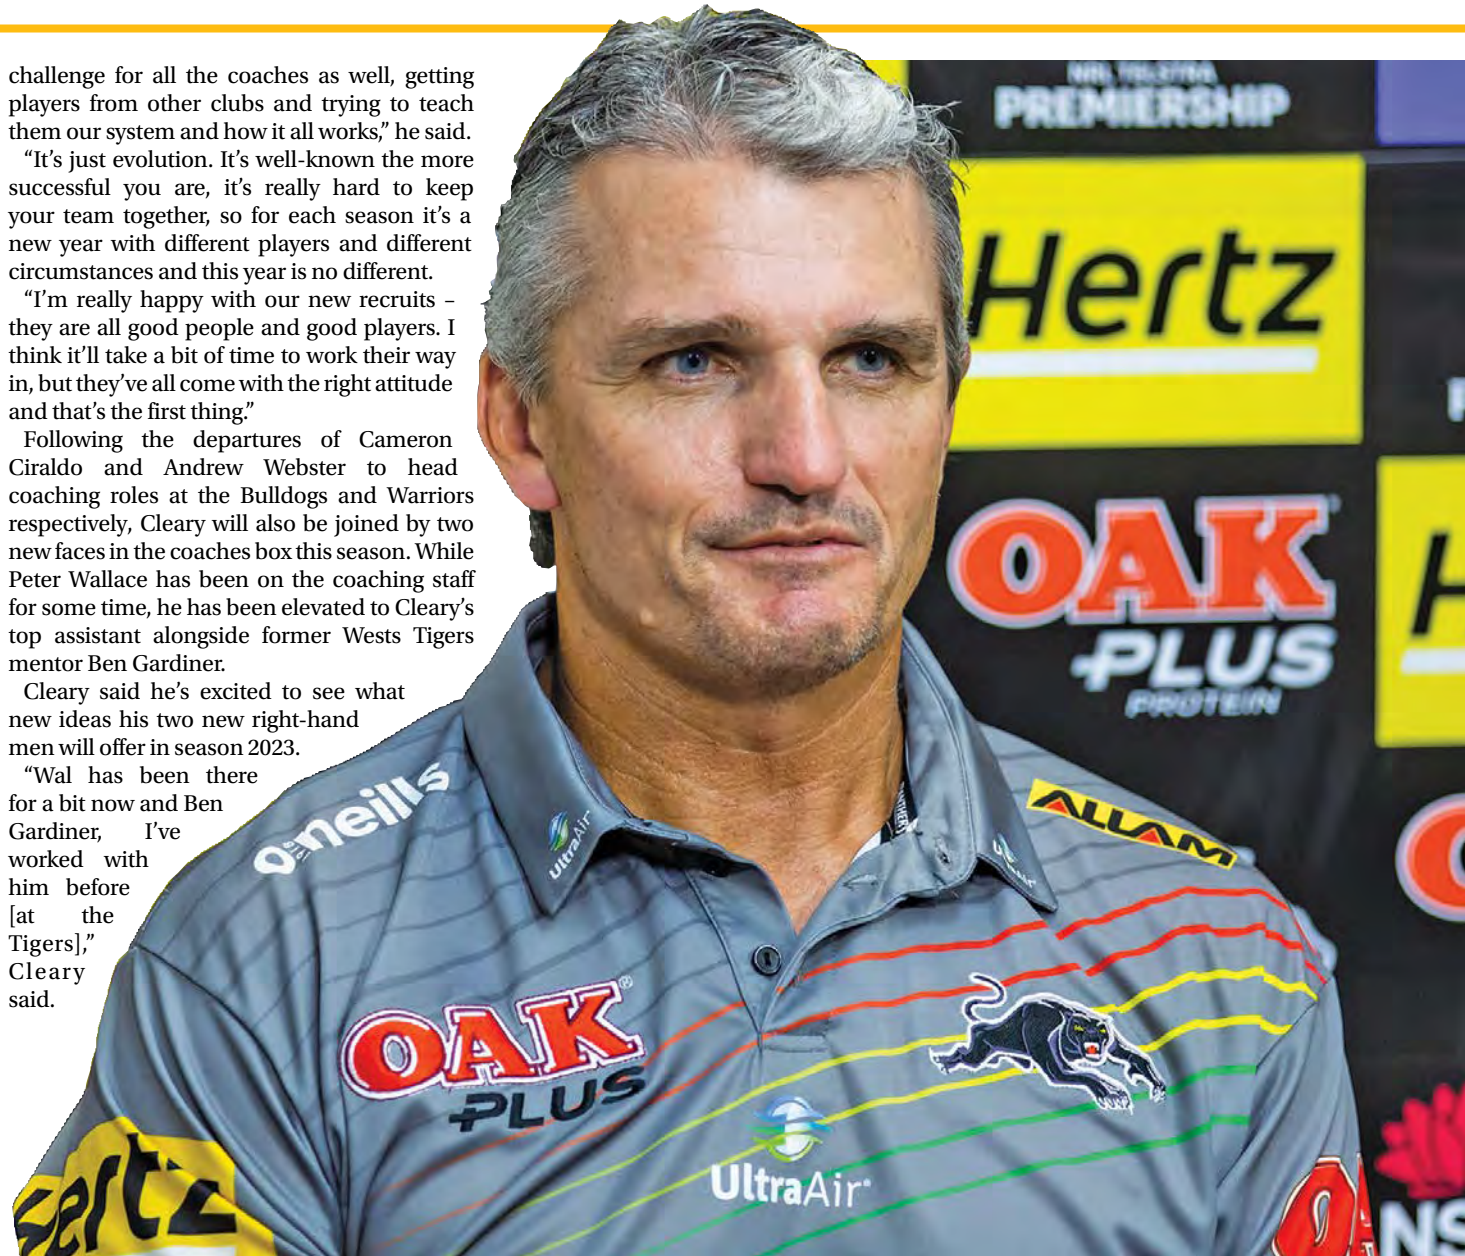 challenge for all the coaches as well, getting
players from other clubs and trying to teach
them our system and how it all works,” he said.
“It’s just evolution. It’s well-known the more
successful you are, it’s really hard to keep
your team together, so for each season it’s a
new year with different players and different
circumstances and this year is no different.
“I’m really happy with our new recruits –
they are all good people and good players. I
think it’ll take a bit of time to work their way
in, but they’ve all come with the right attitude
and that’s the first thing.”
Following the departures of Cameron
Ciraldo and Andrew Webster to head
coaching roles at the Bulldogs and Warriors
respectively, Cleary will also be joined by two
new faces in the coaches box this season. While
Peter Wallace has been on the coaching staff
for some time, he has been elevated to Cleary’s
top assistant alongside former Wests Tigers
mentor Ben Gardiner.
Cleary said he’s excited to see what
new ideas his two new right-hand
men will offer in season 2023.
“Wal has been there
for a bit now and Ben
Gardiner, I’ve
worked with
him before
[at the
Tigers],”
Cleary
said.
NRL TELSTRA
PREMIERSHIP
Hertz
OAK
PLUS
PROTEIN
H
oneills
UltraAir
ALLAM
OAK®
PLUS
UltraAir
ertz
NS